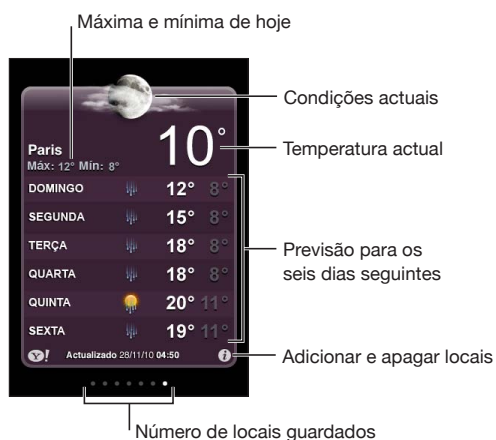 Máxima e mínima de hoje
Condições actuais
10°
Temperatura actual
Paris
Máx: 12° Mín: 8°
DOMINGO 12° 8°
SEGUNDA 15° 8°
TERÇA 18° 8°
Previsão para os
seis dias seguintes
QUARTA 18° 8°
QUINTA 20° 11°
SEXTA 19° 11°
Y! Actualizado 28/11/10 04:50 i
Adicionar e apagar locais
Número de locais guardados